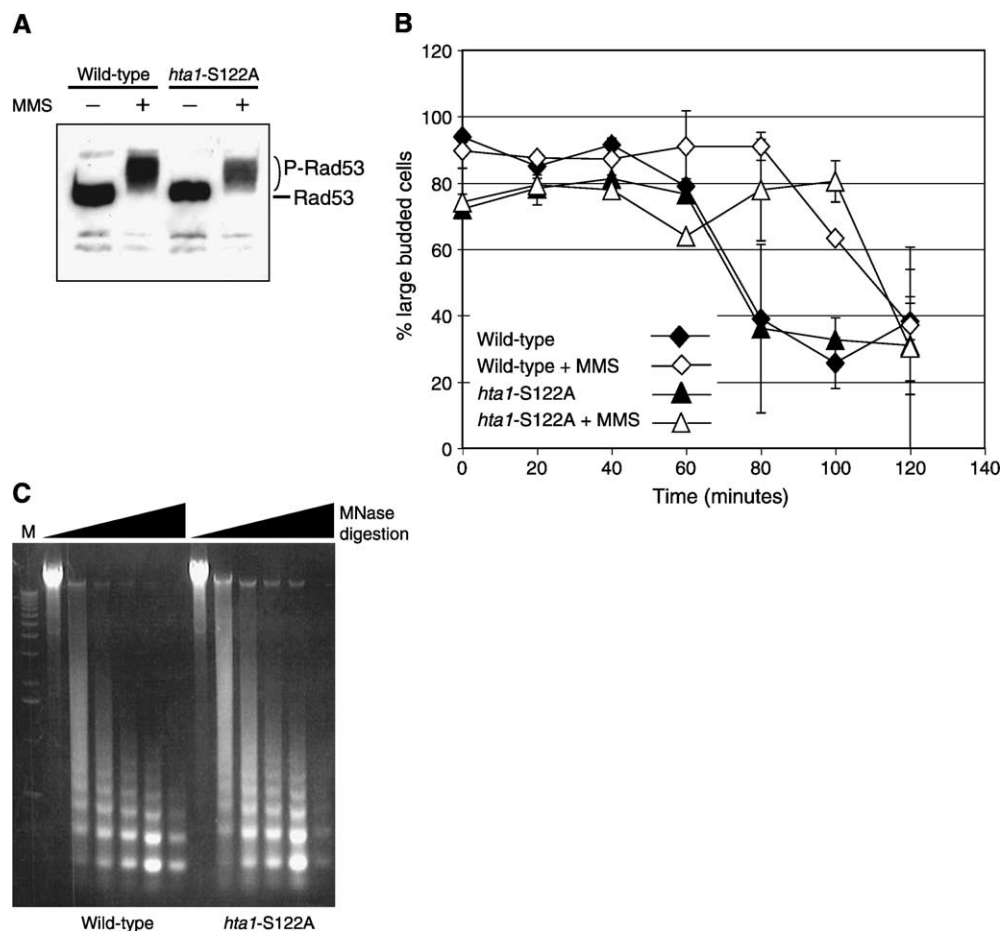 A
Wild-type hta1-S122A
MMS – + – +
P-Rad53
Rad53
B
120
100
80
60
40
20
0
% large budded cells
Wild-type
Wild-type + MMS
hta1-S122A
hta1-S122A + MMS
0 20 40 60 80 100 120 140
Time (minutes)
C
M
MNase
digestion
Wild-type hta1-S122A